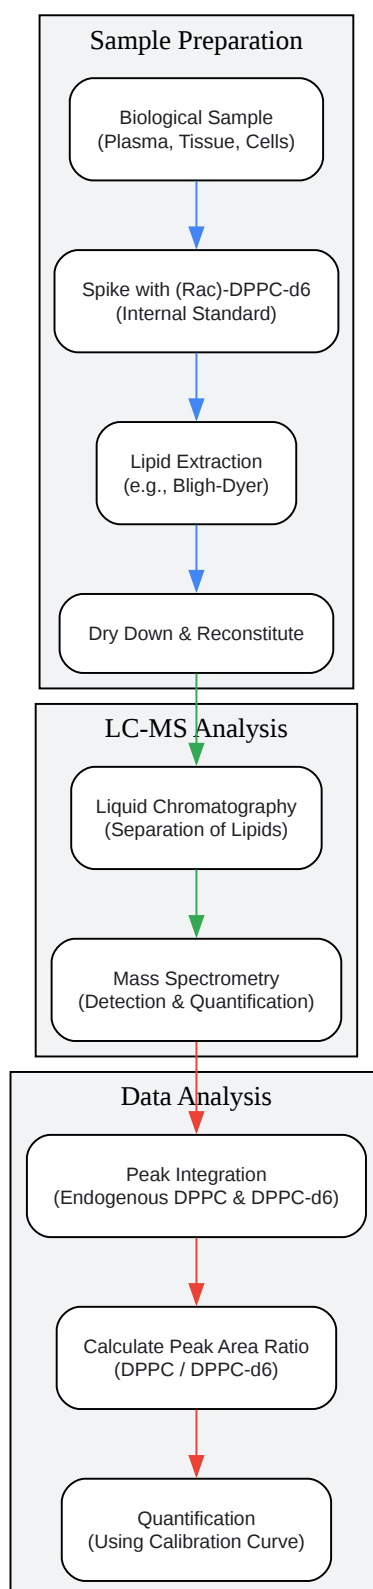 Sample Preparation
Biological Sample
(Plasma, Tissue, Cells)
Spike with (Rac)-DPPC-d6
(Internal Standard)
Lipid Extraction
(e.g., Bligh-Dyer)
Dry Down & Reconstitute
LC-MS Analysis
Liquid Chromatography
(Separation of Lipids)
Mass Spectrometry
(Detection & Quantification)
Data Analysis
Peak Integration
(Endogenous DPPC & DPPC-d6)
Calculate Peak Area Ratio
(DPPC / DPPC-d6)
Quantification
(Using Calibration Curve)